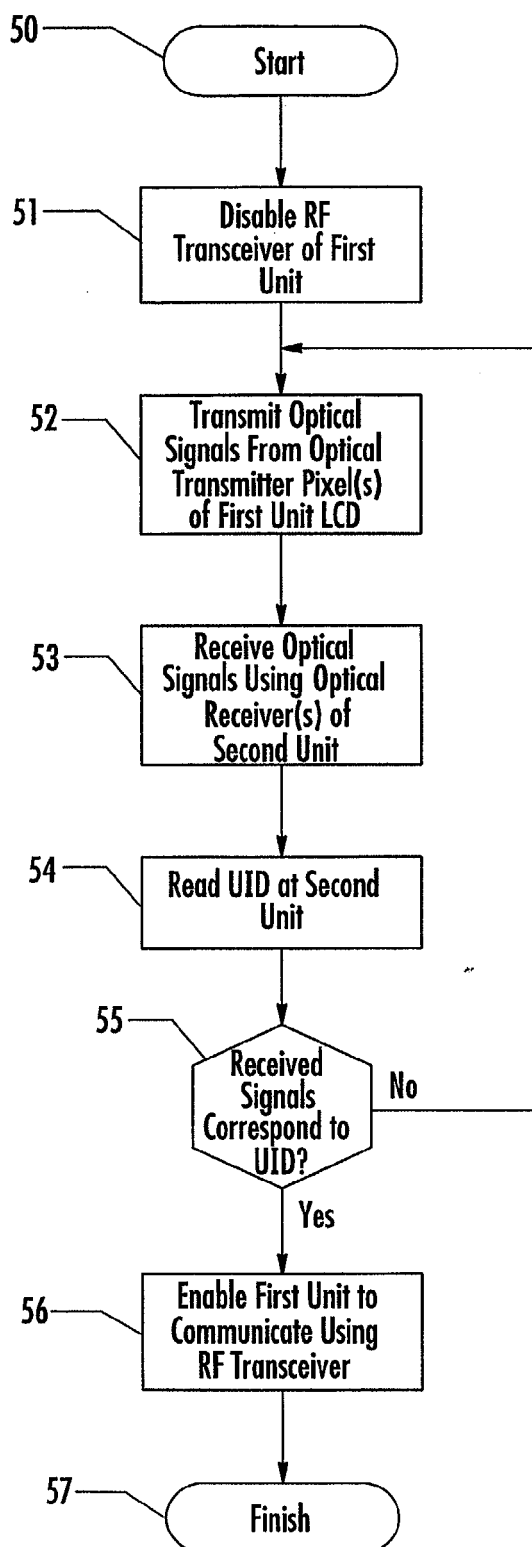 50
Start
51
Disable RF
Transceiver of First
Unit
52
Transmit Optical
Signals From Optical
Transmitter Pixel(s)
of First Unit LCD
53
Receive Optical
Signals Using Optical
Receiver(s) of
Second Unit
54
Read UID at Second
Unit
55
Received
Signals
Correspond to
UID?
No
Yes
56
Enable First Unit to
Communicate Using
RF Transceiver
57
Finish